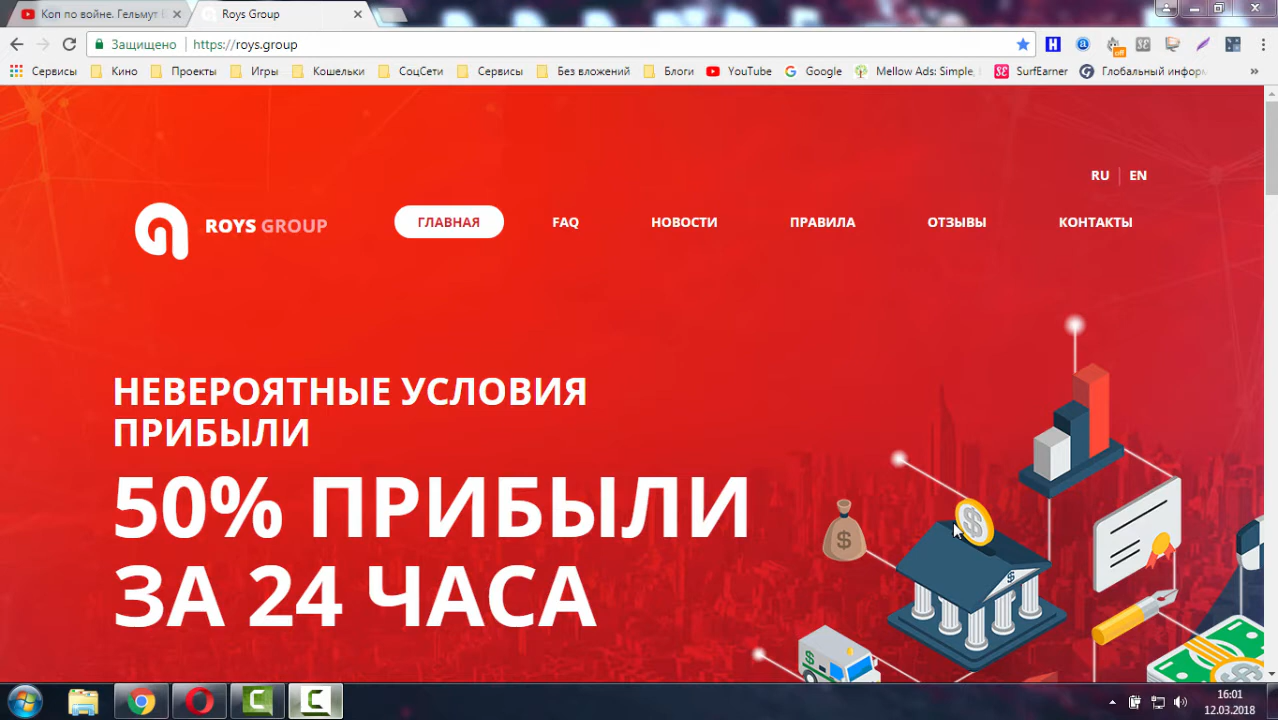 Коп по войне. Гельмут
Roys Group
Защищено
https://roys.group
off
Сервисы
Кино
Проекты
Игры
Кошельки
СоцСети
Сервисы
Без вложений
Блоги
YouTube
Google
Mellow Ads: Simple,
SE
SurfEarner
Глобальный инфор
»
RU
EN
ROYS GROUP
ГЛАВНАЯ
FAQ
НОВОСТИ
ПРАВИЛА
ОТЗЫВЫ
КОНТАКТЫ
НЕВЕРОЯТНЫЕ УСЛОВИЯ
ПРИБЫЛИ
50% ПРИБЫЛИ
ЗА 24 ЧАСА
16:01
12.03.2018